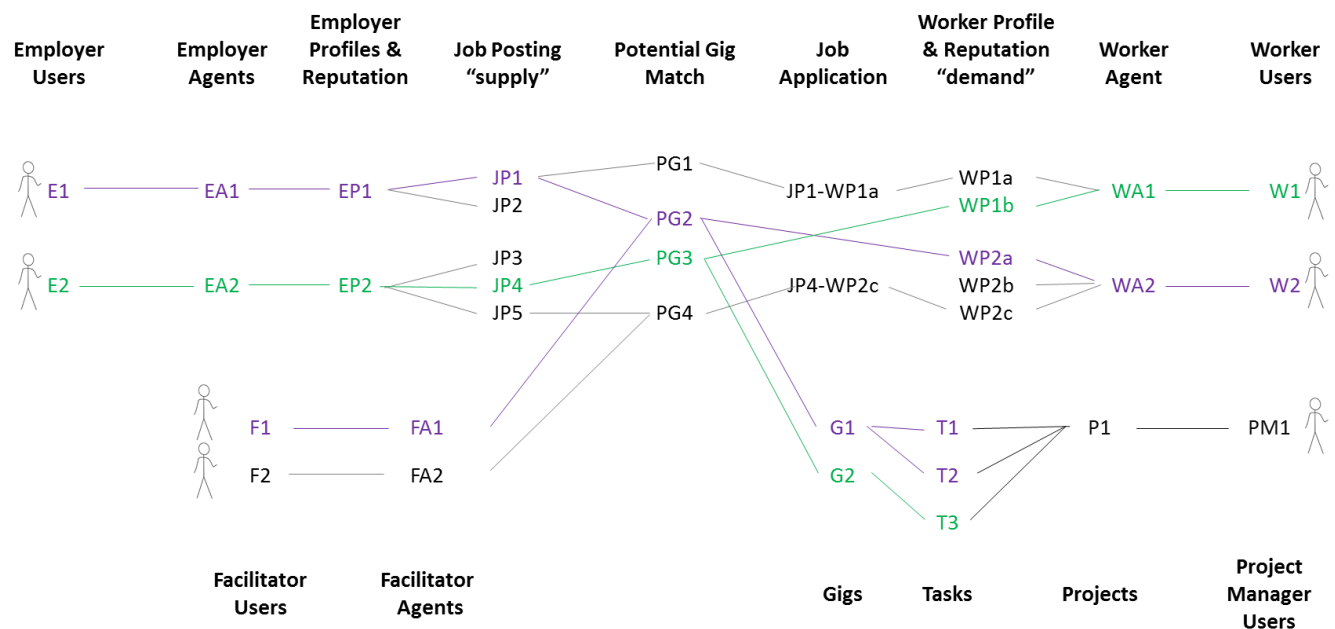 Employer Users
Employer Agents
Employer Profiles & Reputation
Job Posting "supply"
Potential Gig Match
Job Application
Worker Profile & Reputation "demand"
Worker Agent
Worker Users
E1
EA1
EP1
JP1
JP2
PG1
PG2
JP1-WP1a
WP1a
WP1b
WA1
W1
E2
EA2
EP2
JP3
JP4
JP5
PG3
PG4
JP4-WP2c
WP2a
WP2b
WP2c
WA2
W2
F1
FA1
G1
T1
P1
PM1
F2
FA2
G2
T2
T3
Facilitator Users
Facilitator Agents
Gigs
Tasks
Projects
Project Manager Users